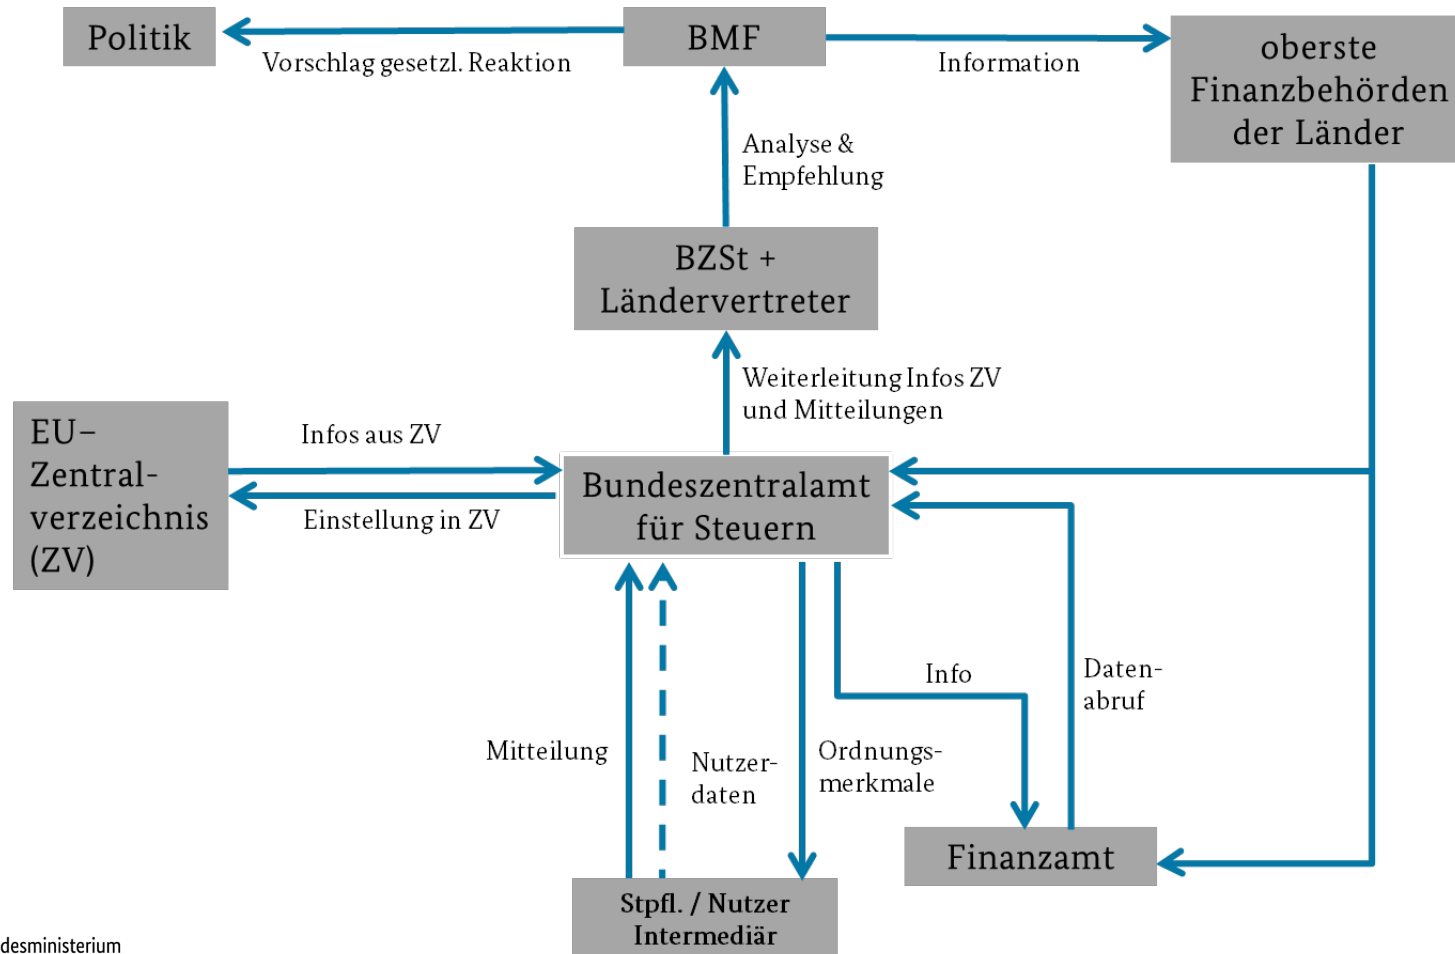 Politik
BMF
Vorschlag gesetzl. Reaktion
Information
oberste
Finanzbehörden
der Länder
Analyse &
Empfehlung
BZSt +
Ländervertreter
Weiterleitung Infos ZV
und Mitteilungen
EU–
Zentral-
verzeichnis
(ZV)
Infos aus ZV
Einstellung in ZV
Bundeszentralamt
für Steuern
Mitteilung
Nutzer-
daten
Ordnungs-
merkmale
Info
Daten-
abruf
Finanzamt
Stpfl. / Nutzer
Intermediär
desministerium